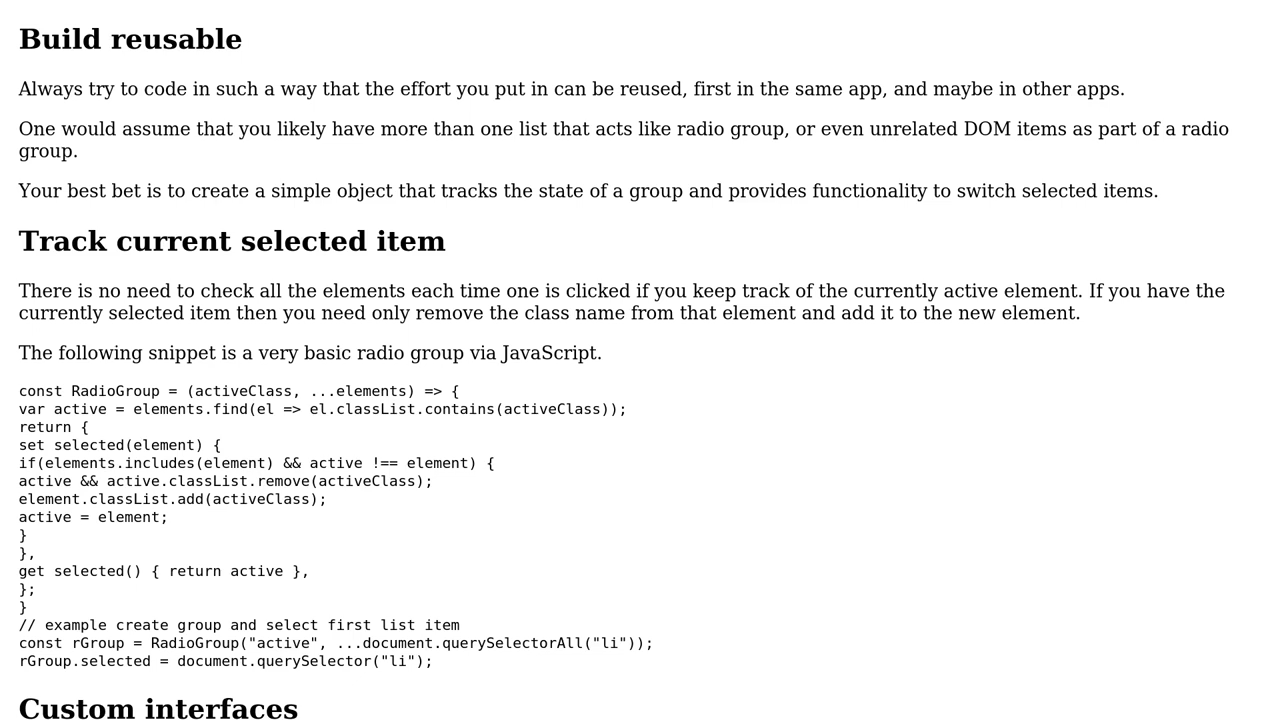 Build reusable
Always try to code in such a way that the effort you put in can be reused, first in the same app, and maybe in other apps.
One would assume that you likely have more than one list that acts like radio group, or even unrelated DOM items as part of a radio
group.
Your best bet is to create a simple object that tracks the state of a group and provides functionality to switch selected items.
Track current selected item
There is no need to check all the elements each time one is clicked if you keep track of the currently active element. If you have the
currently selected item then you need only remove the class name from that element and add it to the new element.
The following snippet is a very basic radio group via JavaScript.
const RadioGroup = (activeClass, ...elements) => {
var active = elements.find(el => el.classList.contains(activeClass));
return {
set selected(element) {
if(elements.includes(element) && active !== element) {
active && active.classList.remove(activeClass);
element.classList.add(activeClass);
active = element;
}
},
get selected() { return active },
};
}
// example create group and select first list item
const rGroup = RadioGroup("active", ...document.querySelectorAll("li"));
rGroup.selected = document.querySelector("li");
Custom interfaces